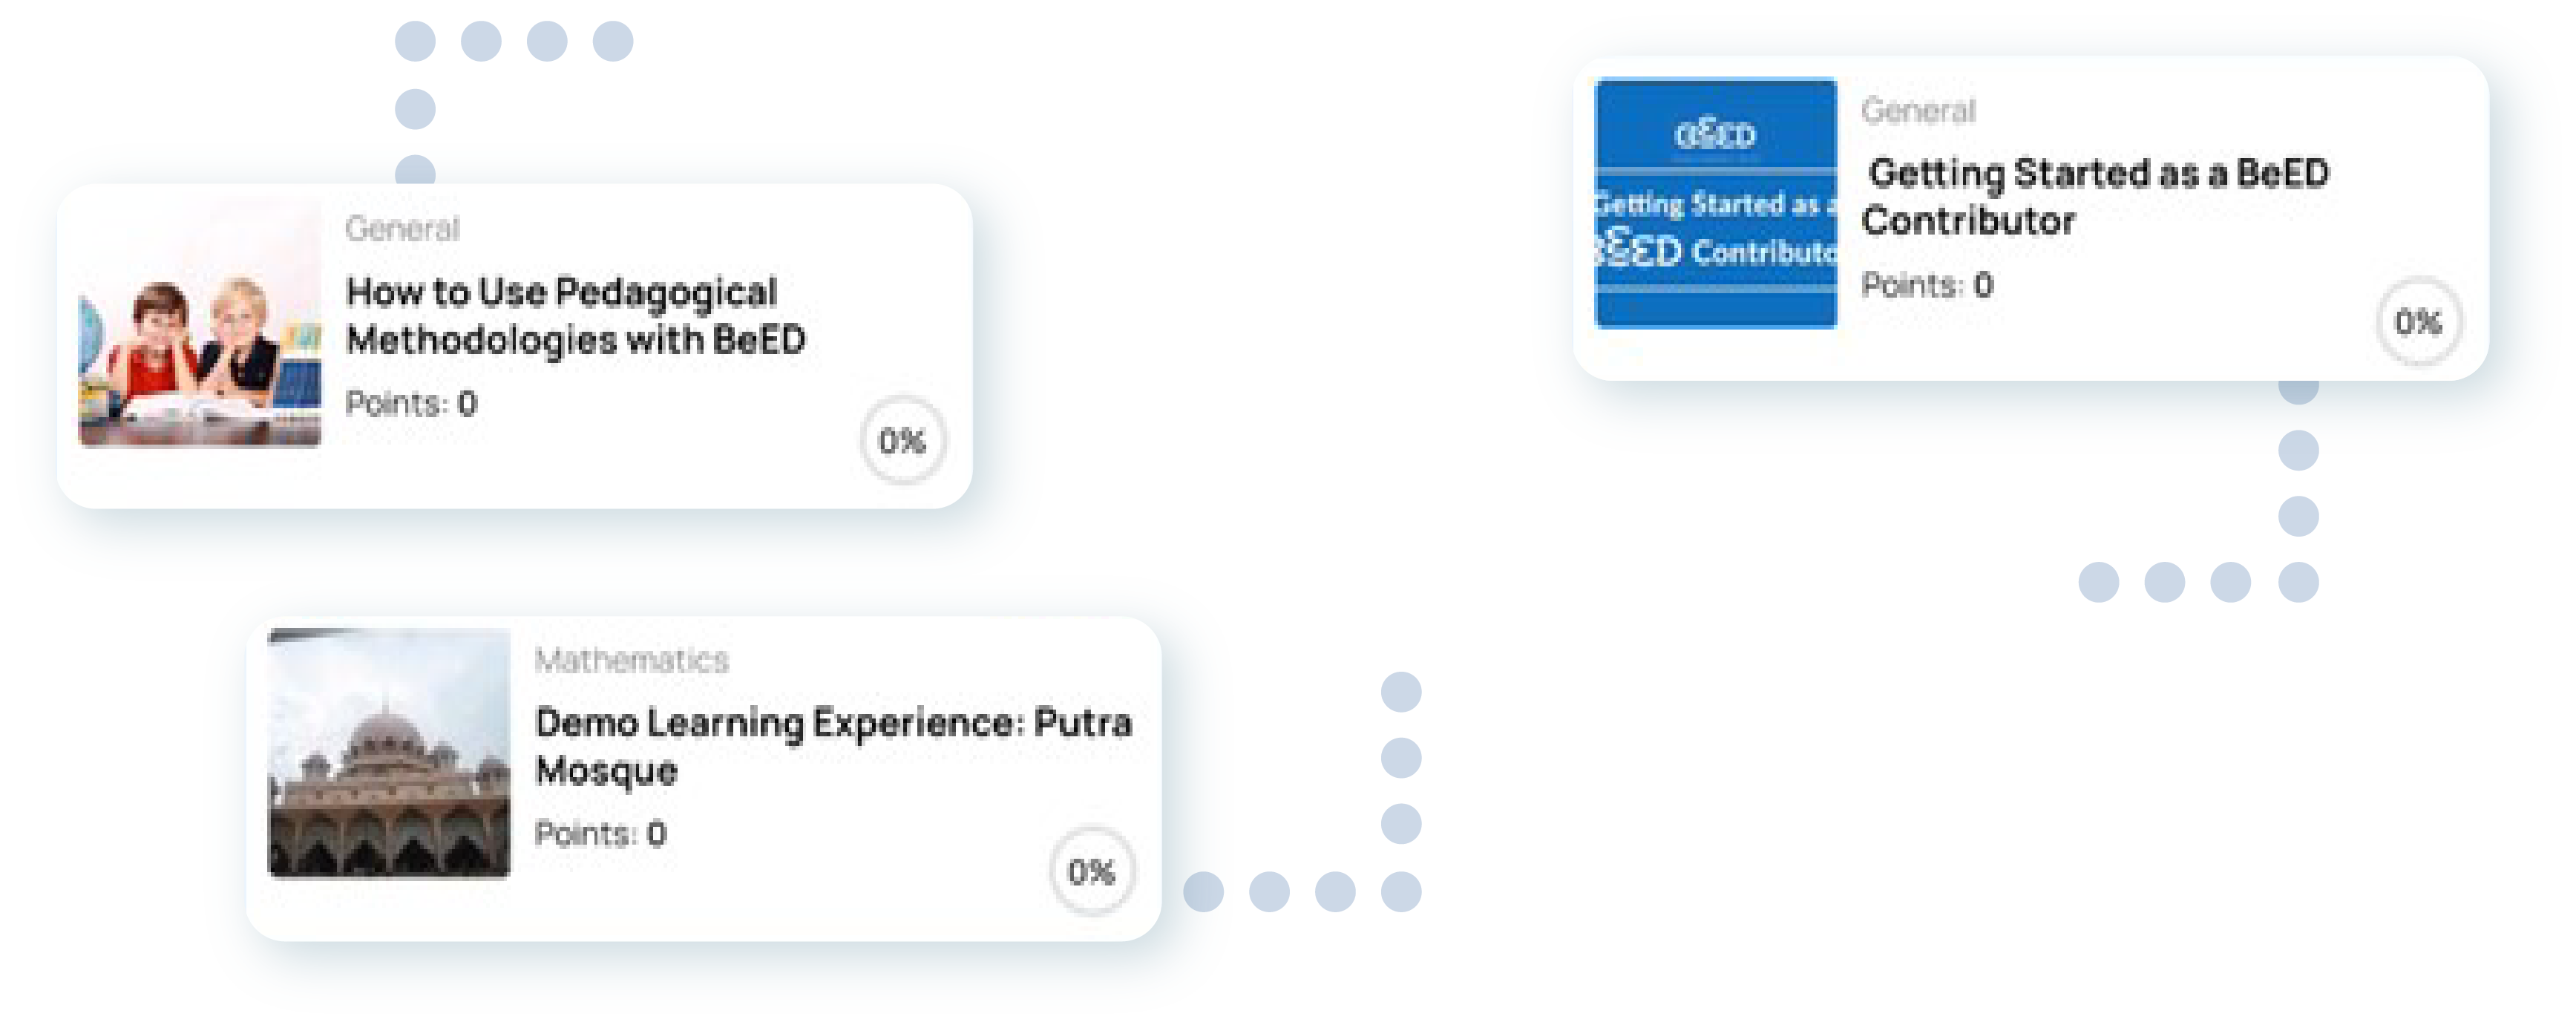 General
How to Use Pedagogical
Methodologies with BeED
Points: 0
0%
Mathematics
Demo Learning Experience: Putra
Mosque
Points: 0
0%
BeED
Getting Started as a
BeED Contributo
General
Getting Started as a BeED
Contributor
Points: 0
0%